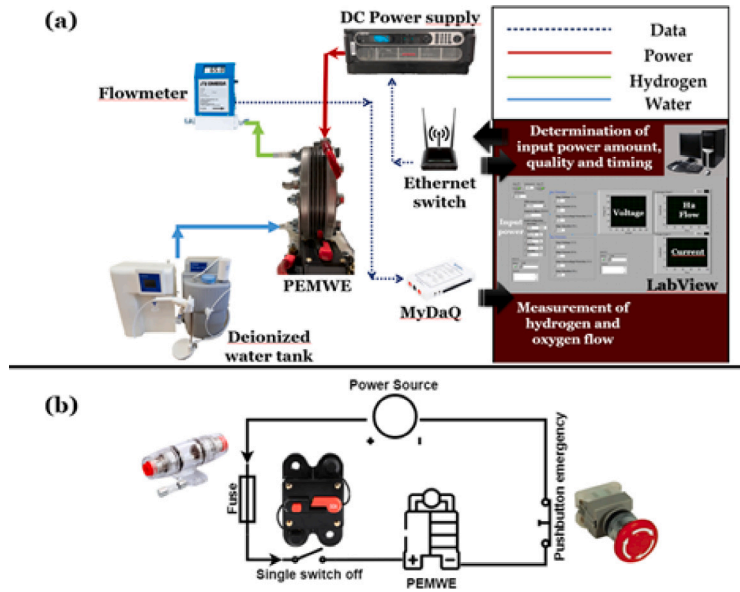 (a)
DC Power supply
Data
Power
Hydrogen
Water
Flowmeter
OMEGA
Determination of
input power amount,
quality and timing
Ethernet
switch
Input
power
Voltage
H2
Flow
Current
LabView
PEMWE
MyDaQ
Measurement of
hydrogen and
oxygen flow
Deionized
water tank
(b)
Power Source
+
–
Fuse
Pushbutton emergency
Single switch off
+
–
PEMWE